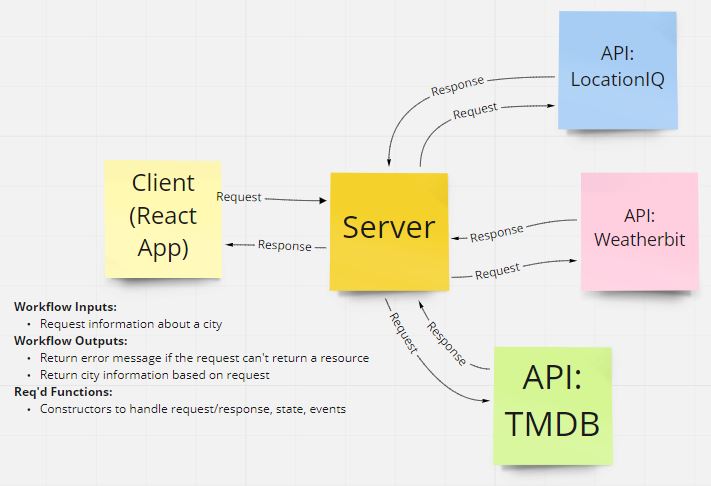 API:
LocationIQ
Response
Request
Client
(React
App)
Request
Response
Server
API:
Weatherbit
Response
Request
Request
Response
API:
TMDB
Workflow Inputs:
• Request information about a city
Workflow Outputs:
• Return error message if the request can't return a resource
• Return city information based on request
Req'd Functions:
• Constructors to handle request/response, state, events